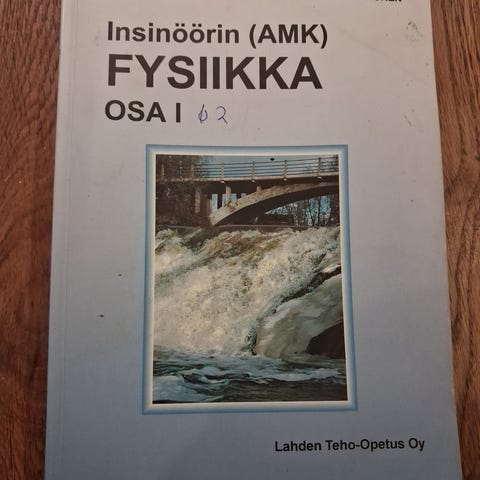 Insinöörin (AMK)
FYSIIKKA
OSA I
Lahden Teho-Opetus Oy